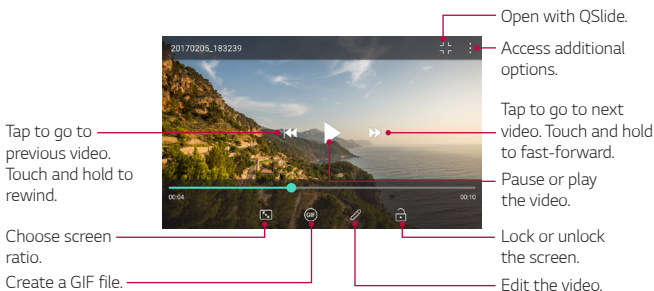 Open with QSlide.
20170205_183239
Access additional
options.
Tap to go to
previous video.
Touch and hold to
rewind.
Tap to go to next
video. Touch and hold
to fast-forward.
Pause or play
the video.
00:04
00:10
Choose screen
ratio.
GIF
Lock or unlock
the screen.
Create a GIF file.
Edit the video.